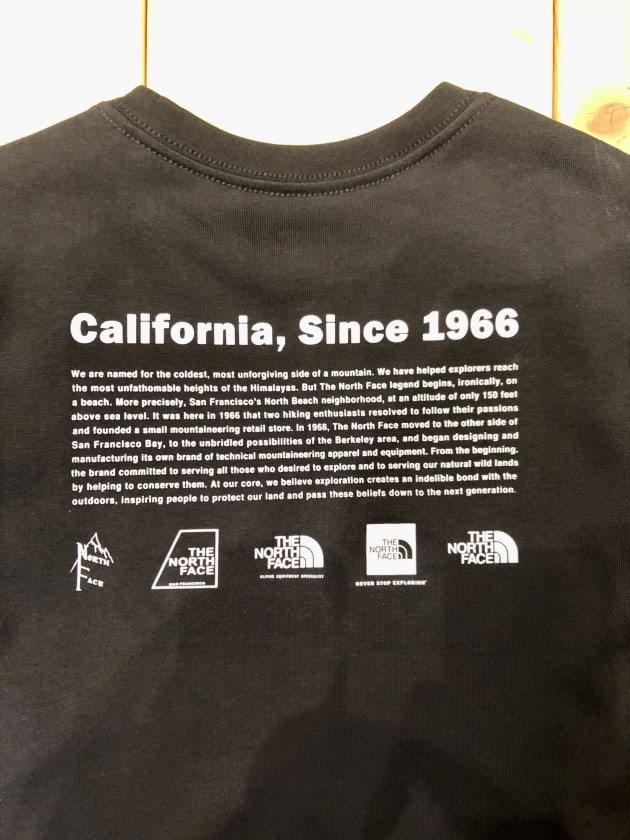 California, Since 1966
We are named for the coldest, most unforgiving side of a mountain. We have helped explorers reach
the most unfathomable heights of the Himalayas. But The North Face legend begins, ironically, on
a beach. More precisely, San Francisco's North Beach neighborhood, at an altitude of only 150 feet
above sea level. It was here in 1966 that two hiking enthusiasts resolved to follow their passions
and founded a small mountaineering retail store. In 1968, The North Face moved to the other side of
San Francisco Bay, to the unbridled possibilities of the Berkeley area, and began designing and
manufacturing its own brand of technical mountaineering apparel and equipment. From the beginning,
the brand committed to serving all those who desired to explore and to serving our natural wild lands
by helping to conserve them. At our core, we believe exploration creates an indelible bond with the
outdoors, inspiring people to protect our land and pass these beliefs down to the next generation.
North
Face
THE
NORTH
FACE
SAN FRANCISCO
THE
NORTH
FACE
ALPINE EQUIPMENT SPECIALIST
THE
NORTH
FACE
NEVER STOP EXPLORING
THE
NORTH
FACE